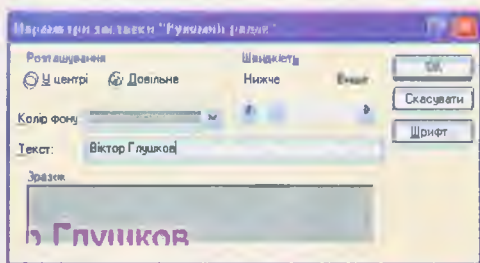 Параметри заставки "Рухомий рядок"
Розташування
Швидкість
У центрі
Довільне
Нижче
Вище
OK
Скасувати
Колір фону
Шрифт
Текст: Віктор Глушков
Зразок
р Глушков